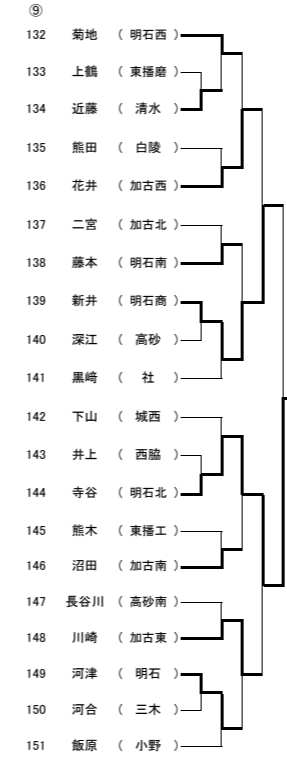 ⑨
132 菊地 （ 明石西 ）
133 上鶴 （ 東播磨 ）
134 近藤 （ 清水 ）
135 熊田 （ 白陵 ）
136 花井 （ 加古西 ）
137 二宮 （ 加古北 ）
138 藤本 （ 明石南 ）
139 新井 （ 明石商 ）
140 深江 （ 高砂 ）
141 黒﨑 （ 社 ）
142 下山 （ 城西 ）
143 井上 （ 西脇 ）
144 寺谷 （ 明石北 ）
145 熊木 （ 東播工 ）
146 沼田 （ 加古南 ）
147 長谷川 （ 高砂南 ）
148 川崎 （ 加古東 ）
149 河津 （ 明石 ）
150 河合 （ 三木 ）
151 飯原 （ 小野 ）